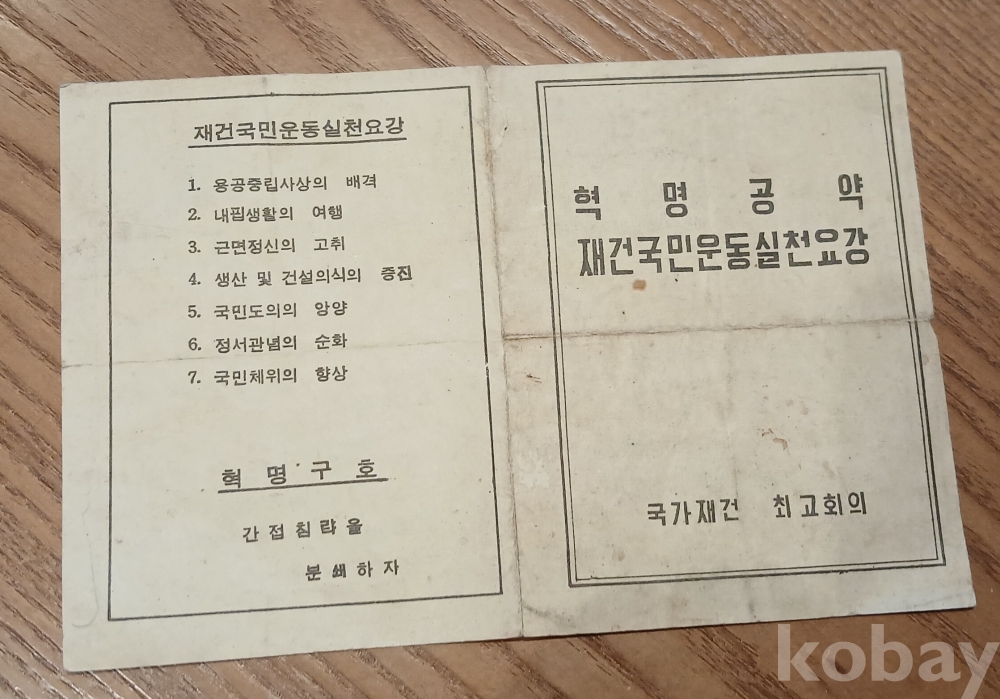 재건국민운동실천요강
1. 용공중립사상의 배격
2. 내핍생활의 여행
3. 근면정신의 고취
4. 생산 및 건설의식의 증진
5. 국민도의의 앙양
6. 정서관념의 순화
7. 국민체위의 향상
혁명구호
간접침략을
분쇄하자
혁명공약
재건국민운동실천요강
국가재건 최고회의
kobay